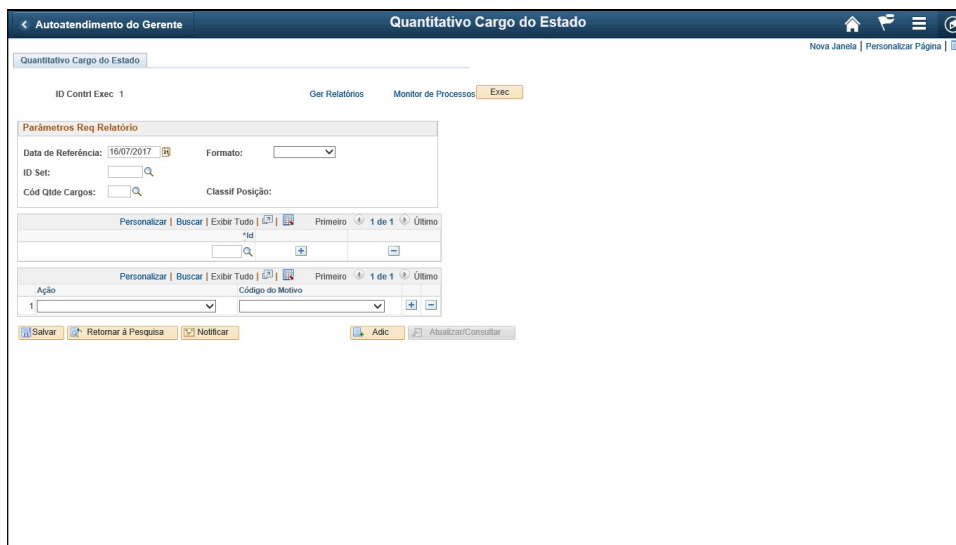 Autoatendimento do Gerente Quantitativo Cargo do Estado
Nova Janela | Personalizar Página |
Quantitativo Cargo do Estado
ID Contrl Exec 1 Ger Relatórios Monitor de Processos Exec
Parâmetros Req Relatório
Data de Referência: 16/07/2017 Formato:
ID Set:
Cód Qtde Cargos: Classif Posição:
Personalizar | Buscar | Exibir Tudo | | Primeiro 1 de 1 Último
*Id
Personalizar | Buscar | Exibir Tudo | | Primeiro 1 de 1 Último
Ação Código do Motivo
1
Salvar Retornar à Pesquisa Notificar Adic Atualizar/Consultar